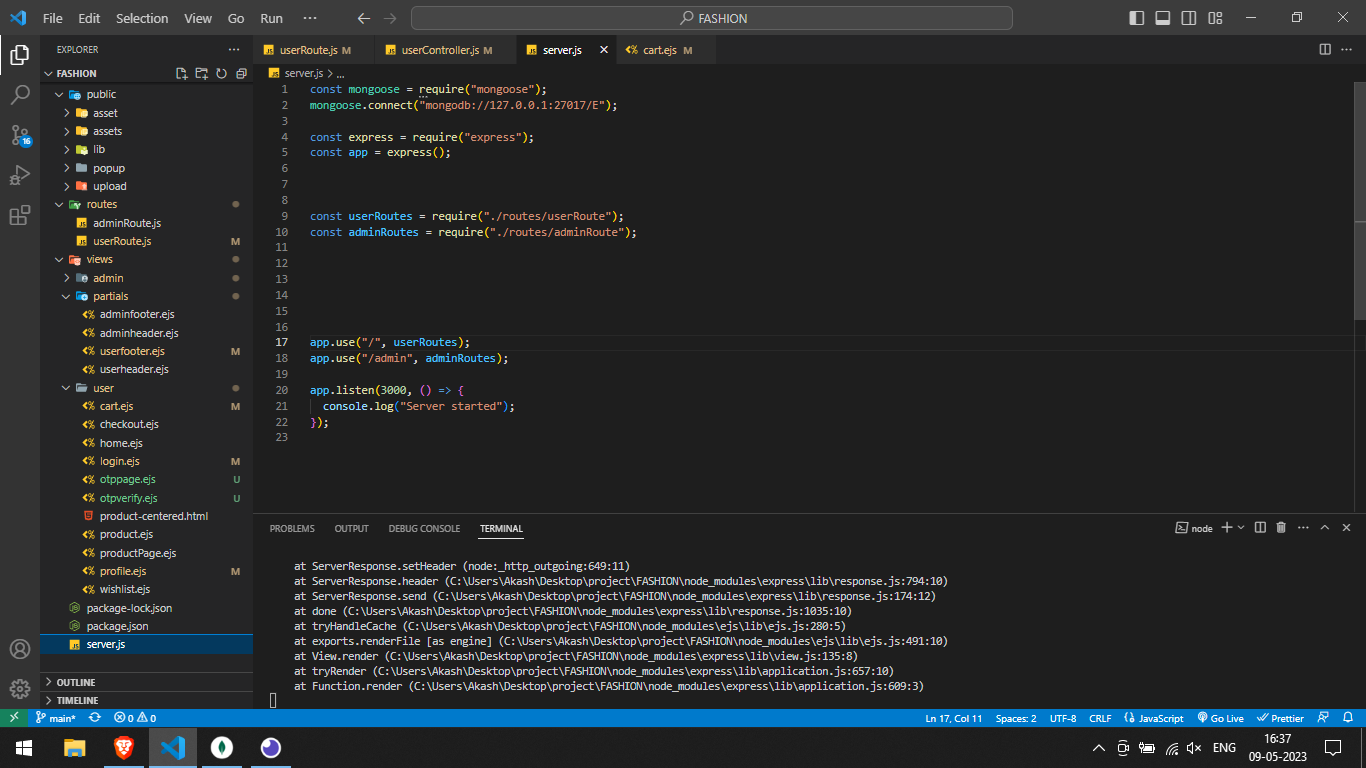 File Edit Selection View Go Run ··· FASHION
EXPLORER ···
userRoute.js M
userController.js M
server.js
cart.ejs M
FASHION
server.js > ...
public
asset
assets
lib
popup
upload
routes
adminRoute.js
userRoute.js M
views
admin
partials
adminfooter.ejs
adminheader.ejs
userfooter.ejs M
userheader.ejs
user
cart.ejs M
checkout.ejs
home.ejs
login.ejs M
otppage.ejs U
otpverify.ejs U
product-centered.html
product.ejs
productPage.ejs
profile.ejs M
wishlist.ejs
package-lock.json
package.json
server.js
OUTLINE
TIMELINE
16
1 const mongoose = require("mongoose");
2 mongoose.connect("mongodb://127.0.0.1:27017/E");
3
4 const express = require("express");
5 const app = express();
6
7
8
9 const userRoutes = require("./routes/userRoute");
10 const adminRoutes = require("./routes/adminRoute");
11
12
13
14
15
16
17 app.use("/", userRoutes);
18 app.use("/admin", adminRoutes);
19
20 app.listen(3000, () => {
21 console.log("Server started");
22 });
23
PROBLEMS OUTPUT DEBUG CONSOLE TERMINAL node
at ServerResponse.setHeader (node:_http_outgoing:649:11)
at ServerResponse.header (C:\Users\Akash\Desktop\project\FASHION\node_modules\express\lib\response.js:794:10)
at ServerResponse.send (C:\Users\Akash\Desktop\project\FASHION\node_modules\express\lib\response.js:174:12)
at done (C:\Users\Akash\Desktop\project\FASHION\node_modules\express\lib\response.js:1035:10)
at tryHandleCache (C:\Users\Akash\Desktop\project\FASHION\node_modules\ejs\lib\ejs.js:280:5)
at exports.renderFile [as engine] (C:\Users\Akash\Desktop\project\FASHION\node_modules\ejs\lib\ejs.js:491:10)
at View.render (C:\Users\Akash\Desktop\project\FASHION\node_modules\express\lib\view.js:135:8)
at tryRender (C:\Users\Akash\Desktop\project\FASHION\node_modules\express\lib\application.js:657:10)
at Function.render (C:\Users\Akash\Desktop\project\FASHION\node_modules\express\lib\application.js:609:3)
main* 0 0 Ln 17, Col 11 Spaces: 2 UTF-8 CRLF JavaScript Go Live Prettier
ENG
16:37
09-05-2023